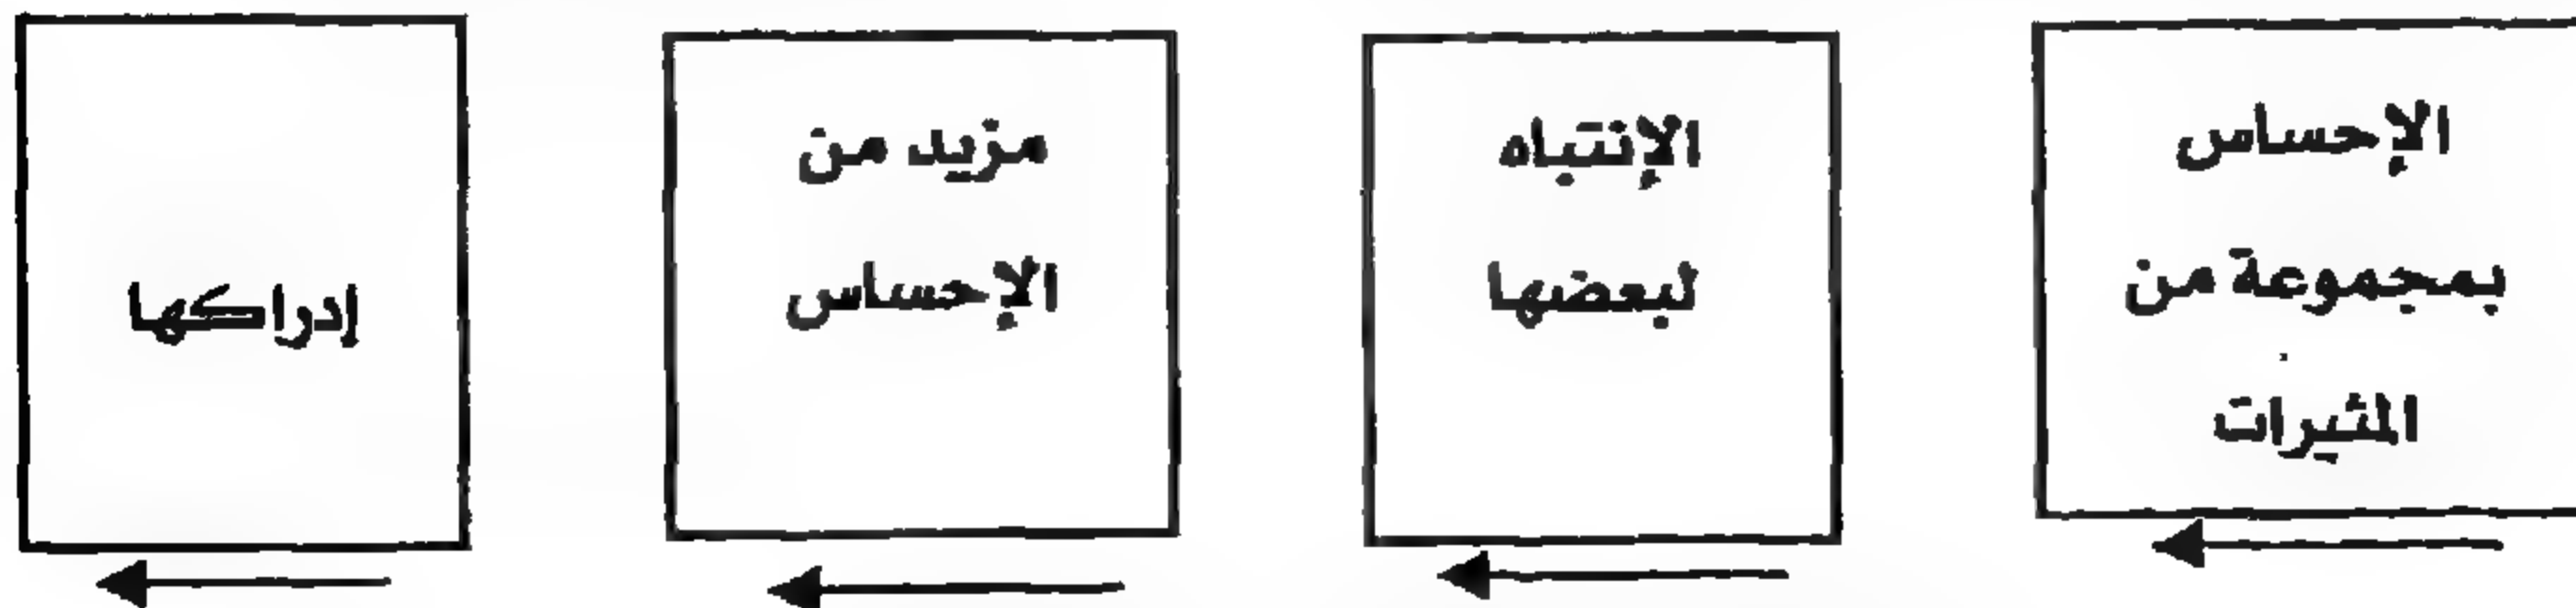 الإحساس
بمجموعة من
المثيرات
الإنتباه
لبعضها
مزيد من
الإحساس
إدراكها